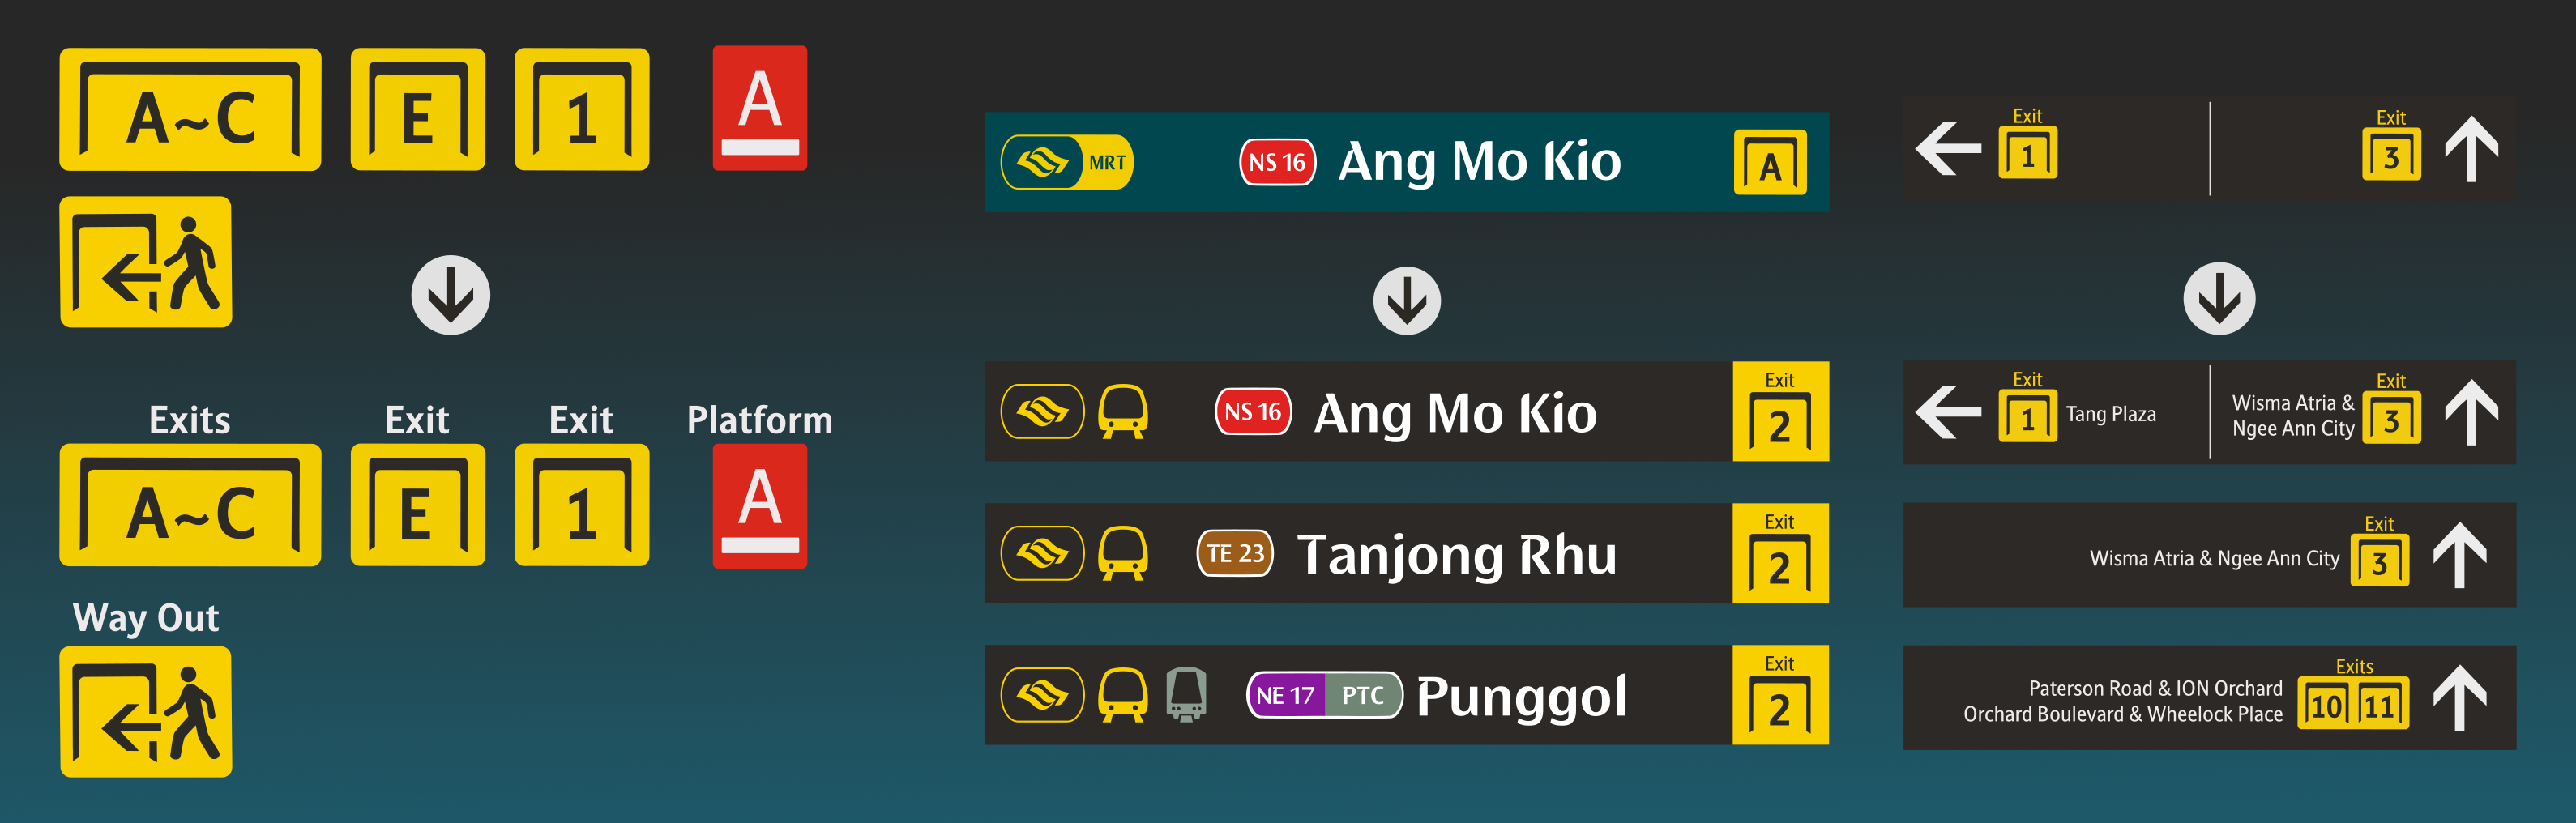 A~C
E
1
A
Exits
Exit
Exit
Platform
A~C
E
1
A
Way Out
MRT
NS 16
Ang Mo Kio
A
NS 16
Ang Mo Kio
Exit
2
TE 23
Tanjong Rhu
Exit
2
NE 17
PTC
Punggol
Exit
2
Exit
1
Exit
3
Exit
1
Tang Plaza
Wisma Atria &
Ngee Ann City
Exit
3
Wisma Atria & Ngee Ann City
Exit
3
Paterson Road & ION Orchard
Orchard Boulevard & Wheelock Place
Exits
10
11